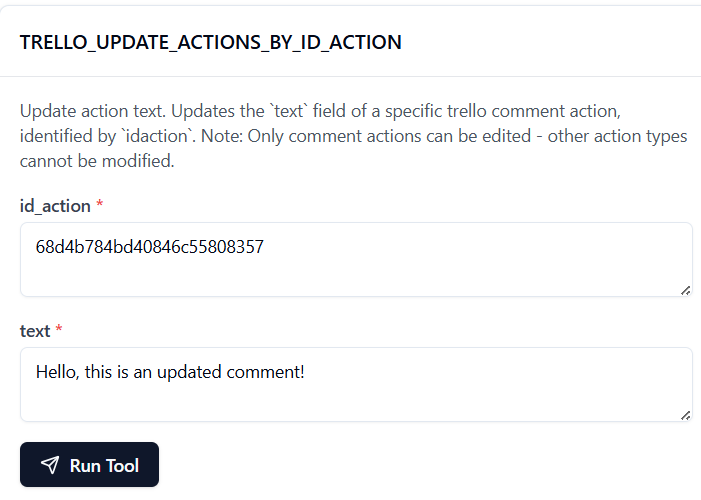 TRELLO_UPDATE_ACTIONS_BY_ID_ACTION
Update action text. Updates the `text` field of a specific trello comment action,
identified by `idaction`. Note: Only comment actions can be edited - other action types
cannot be modified.
id_action *
68d4b784bd40846c55808357
text *
Hello, this is an updated comment!
Run Tool